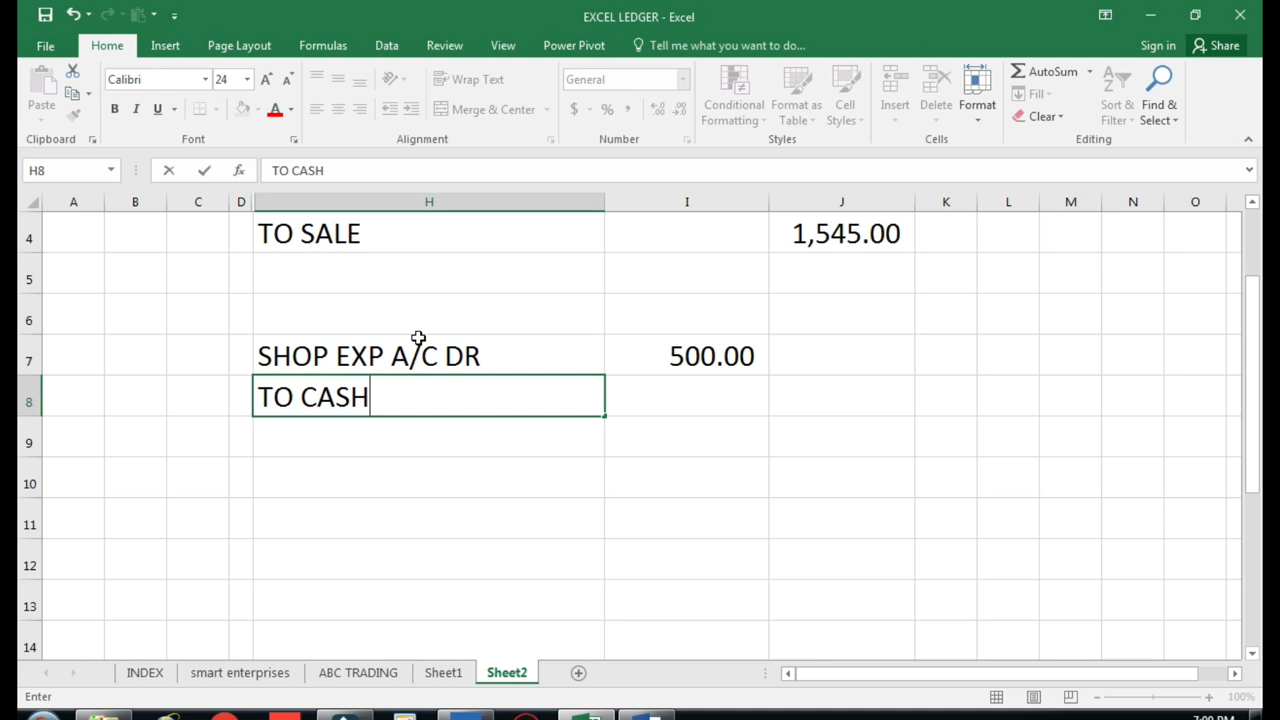 EXCEL LEDGER - Excel
File Home Insert Page Layout Formulas Data Review View Power Pivot Tell me what you want to do... Sign in Share
Calibri 24 Wrap Text General AutoSum
Paste Fill
B I U Merge & Center $ % , Conditional Formatting Format as Table Cell Styles Insert Delete Format Clear Sort & Filter Find & Select
Clipboard Font Alignment Number Styles Cells Editing
H8 fx TO CASH
A B C D H I J K L M N O
4 TO SALE 1,545.00
5
6
7 SHOP EXP A/C DR 500.00
8 TO CASH
9
10
11
12
13
14
INDEX smart enterprises ABC TRADING Sheet1 Sheet2
Enter 100%